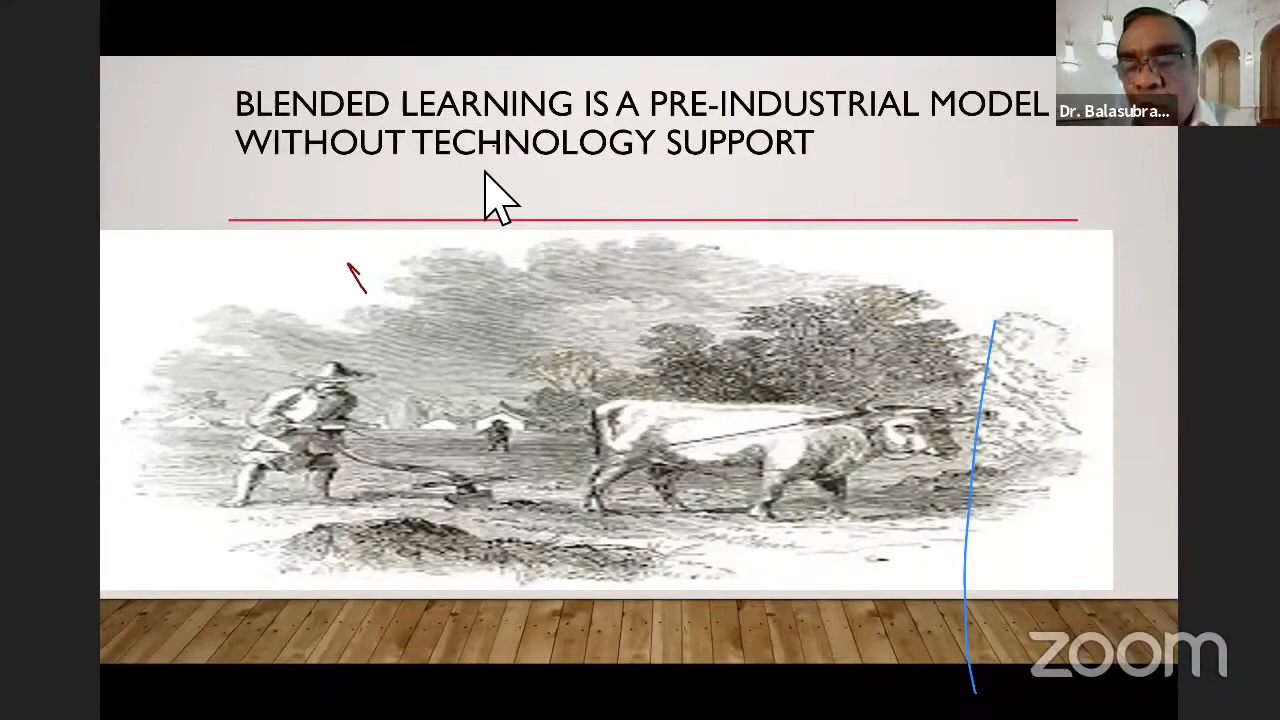 BLENDED LEARNING IS A PRE-INDUSTRIAL MODEL
WITHOUT TECHNOLOGY SUPPORT
Dr. Balasubra...
zoom